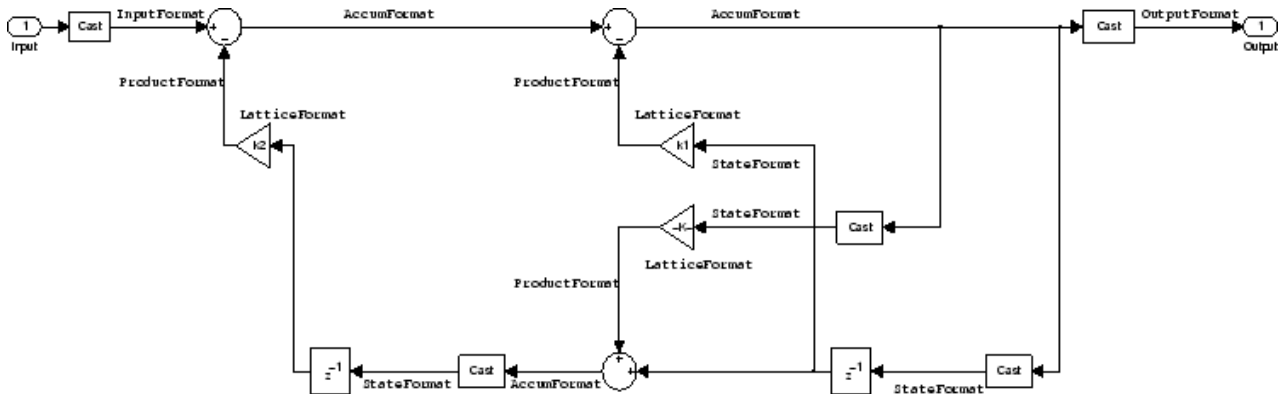 InputFormat
AccumFormat
AccumFormat
OutputFormat
1
Cast
+
−
+
−
Cast
1
Input
Output
ProductFormat
ProductFormat
LatticeFormat
LatticeFormat
k2
k1
StateFormat
StateFormat
-K-
Cast
LatticeFormat
ProductFormat
+
+
z⁻¹
Cast
z⁻¹
Cast
StateFormat
AccumFormat
StateFormat